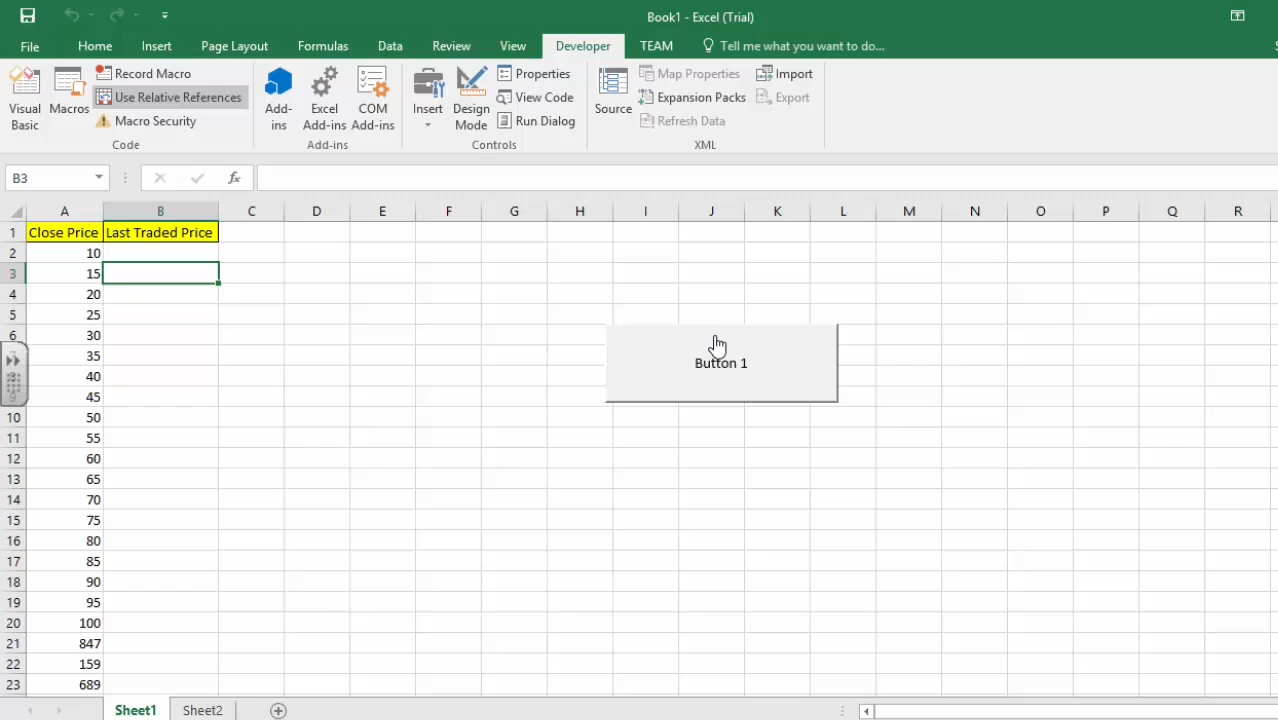 Book1 - Excel (Trial)
File Home Insert Page Layout Formulas Data Review View Developer TEAM Tell me what you want to do...
Visual Basic
Macros
Record Macro
Use Relative References
Macro Security
Code
Add-ins
Excel Add-ins
COM Add-ins
Add-ins
Insert
Design Mode
Properties
View Code
Run Dialog
Controls
Source
Map Properties
Expansion Packs
Refresh Data
Import
Export
XML
B3 fx
A B C D E F G H I J K L M N O P Q R
1 Close Price Last Traded Price
2 10
3 15
4 20
5 25
6 30
35
40
9 45
10 50
11 55
12 60
13 65
14 70
15 75
16 80
17 85
18 90
19 95
20 100
21 847
22 159
23 689
Button 1
Sheet1 Sheet2